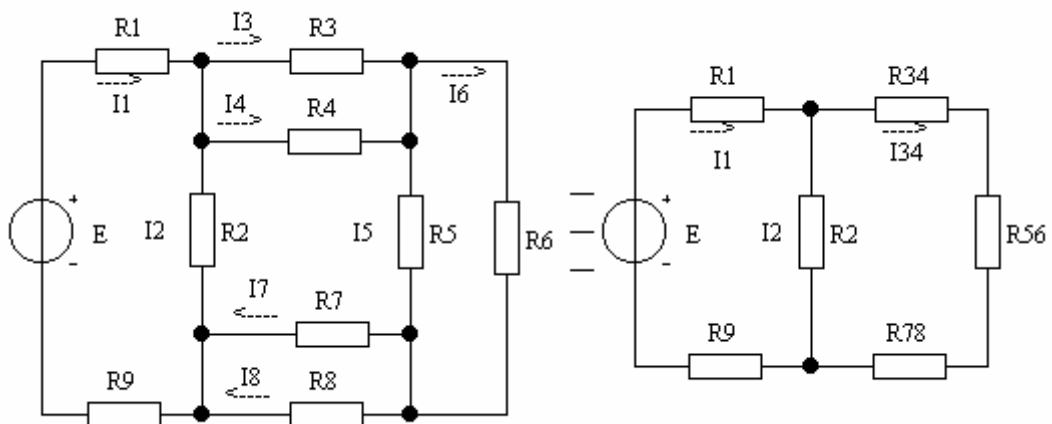 I3
R1
R3
I1
I6
I4
R4
+
E
-
I2
R2
I5
R5
R6
I7
R7
R9
I8
R8
R1
R34
I1
I34
+
E
-
I2
R2
R56
R9
R78